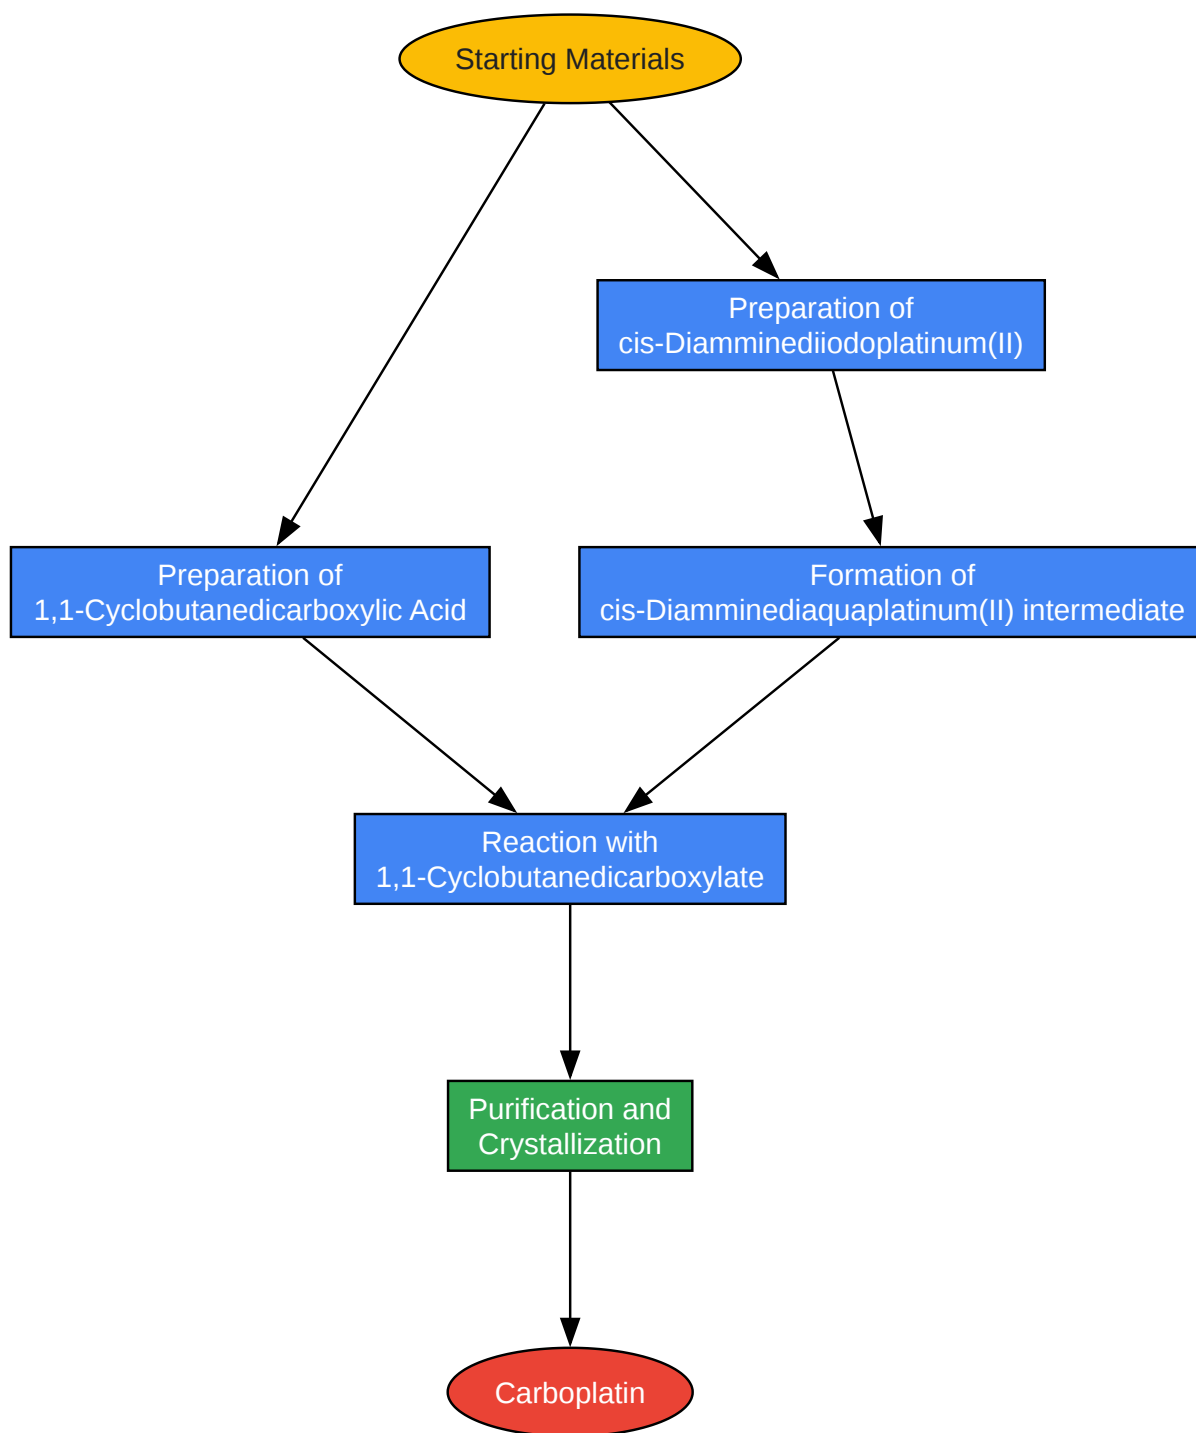 Starting Materials
Preparation of
cis-Diamminediiodoplatinum(II)
Preparation of
1,1-Cyclobutanedicarboxylic Acid
Formation of
cis-Diamminediaquaplatinum(II) intermediate
Reaction with
1,1-Cyclobutanedicarboxylate
Purification and
Crystallization
Carboplatin